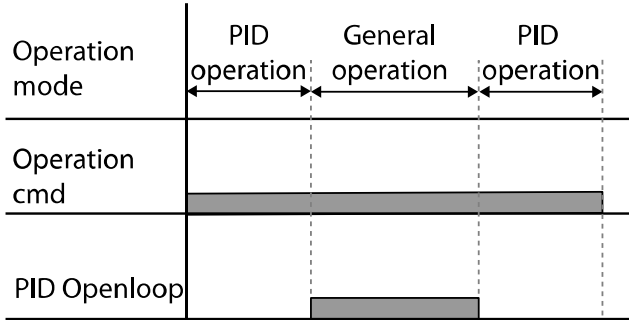 PID
operation
General
operation
PID
operation
Operation
mode
Operation
cmd
PID Openloop